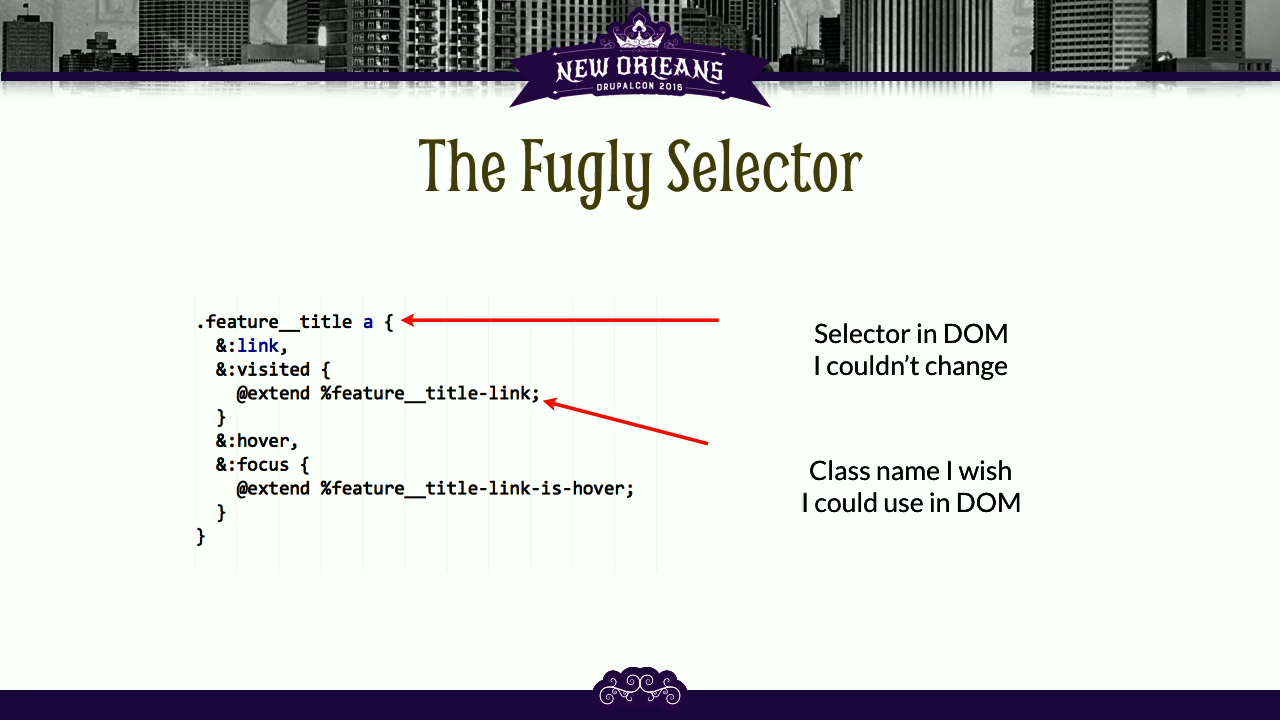 NEW ORLEANS
DRUPALCON 2016
The Fugly Selector
.feature__title a {
  &:link,
  &:visited {
    @extend %feature__title-link;
  }
  &:hover,
  &:focus {
    @extend %feature__title-link-is-hover;
  }
}
Selector in DOM
I couldn’t change
Class name I wish
I could use in DOM